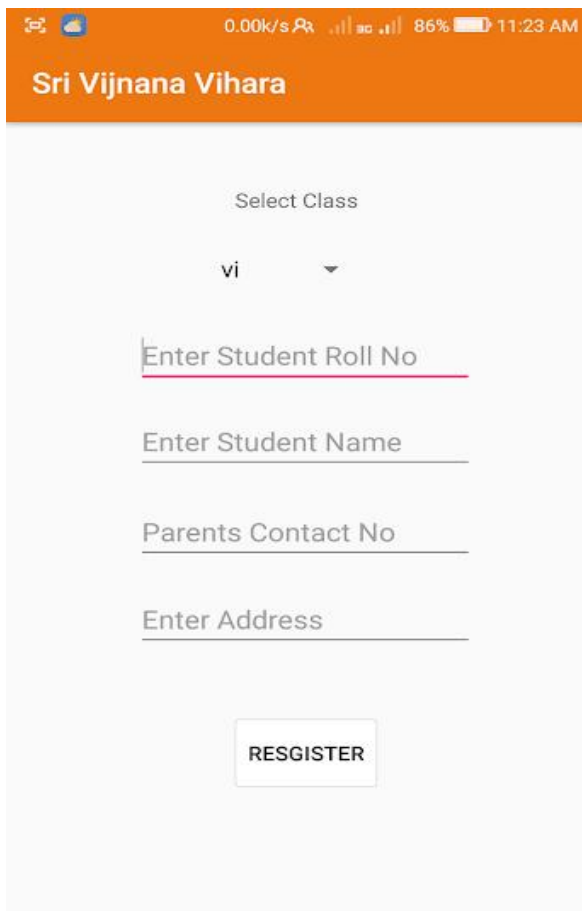 0.00k/s 3G 86% 11:23 AM
Sri Vijnana Vihara
Select Class
vi
Enter Student Roll No
Enter Student Name
Parents Contact No
Enter Address
RESGISTER